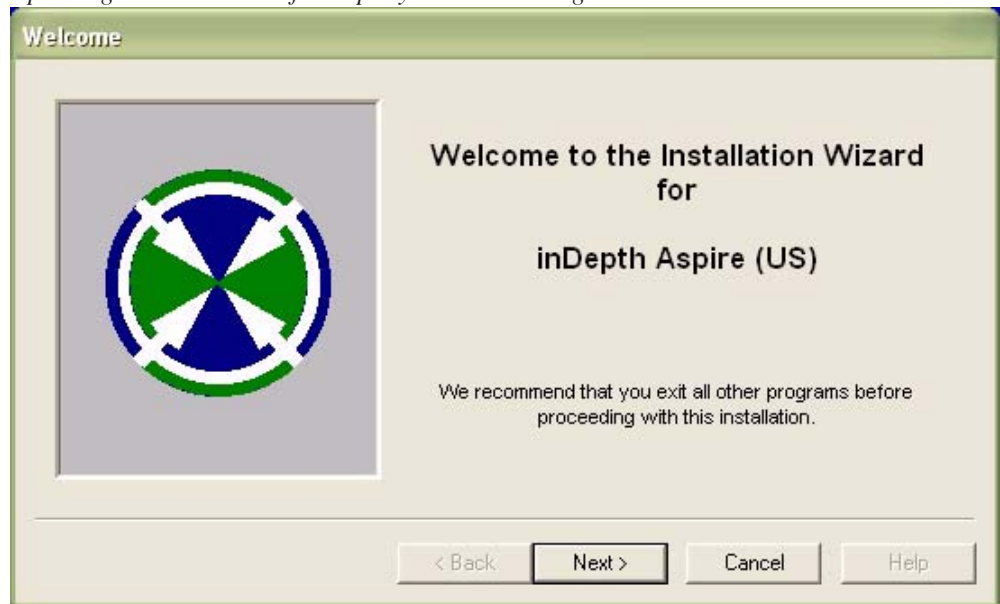 Welcome
Welcome to the Installation Wizard
for
inDepth Aspire (US)
We recommend that you exit all other programs before
proceeding with this installation.
< Back
Next >
Cancel
Help